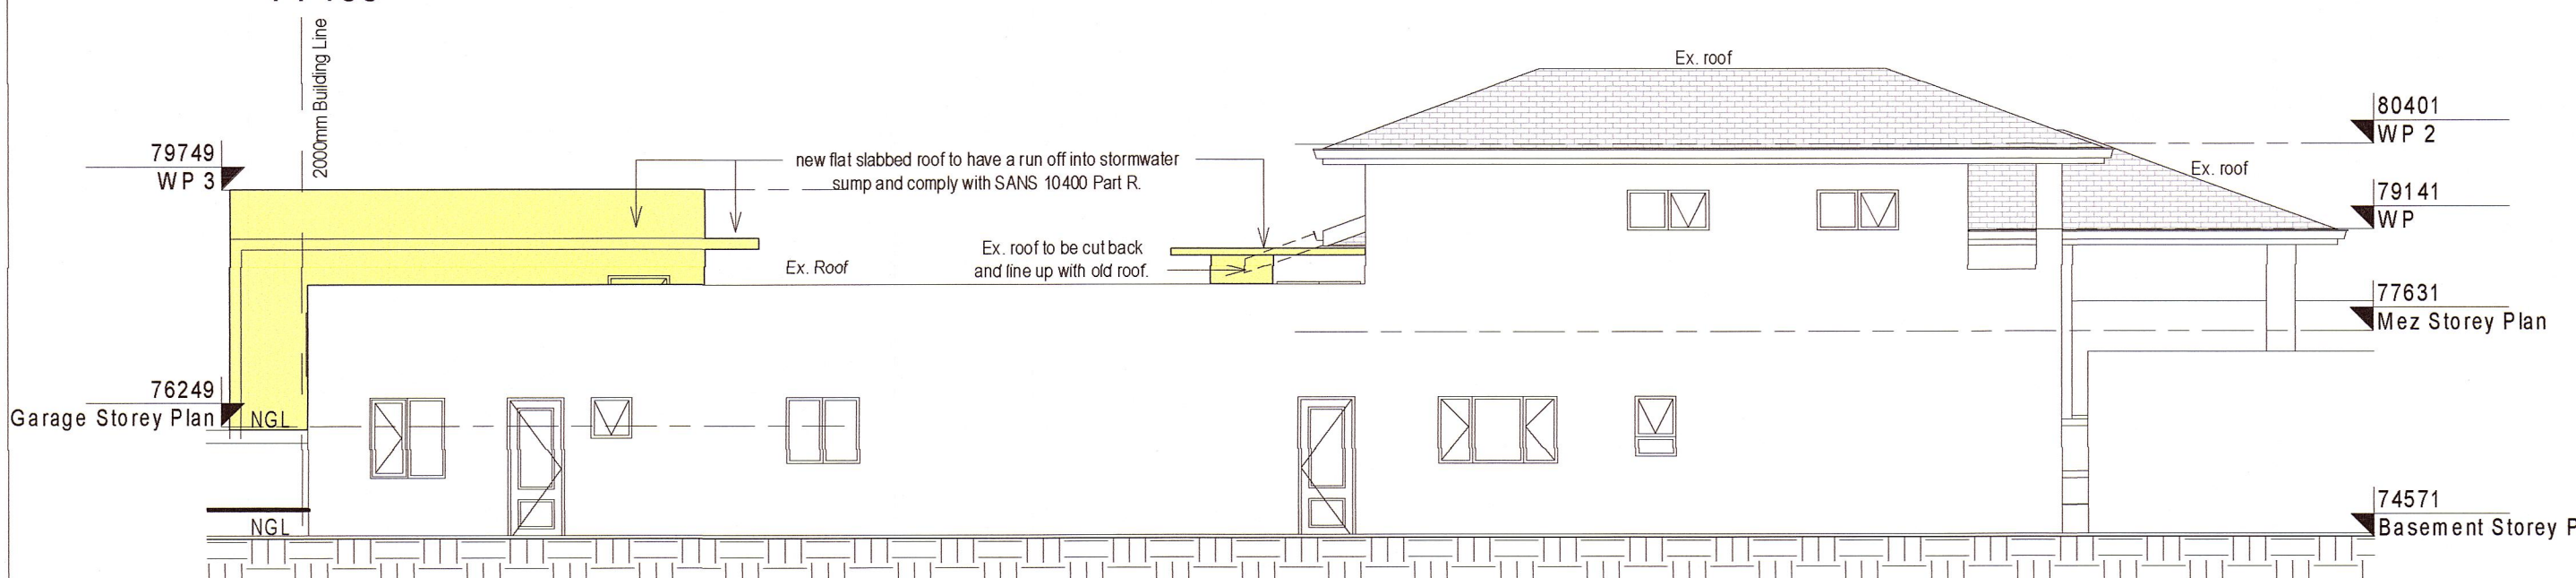 2000mm Building Line
Ex. roof
80401
WP 2
79749
WP 3
new flat slabbed roof to have a run off into stormwater
sump and comply with SANS 10400 Part R.
Ex. roof
79141
WP
Ex. roof to be cut back
and line up with old roof.
Ex. Roof
77631
Mez Storey Plan
76249
Garage Storey Plan
NGL
74571
Basement Storey P
NGL